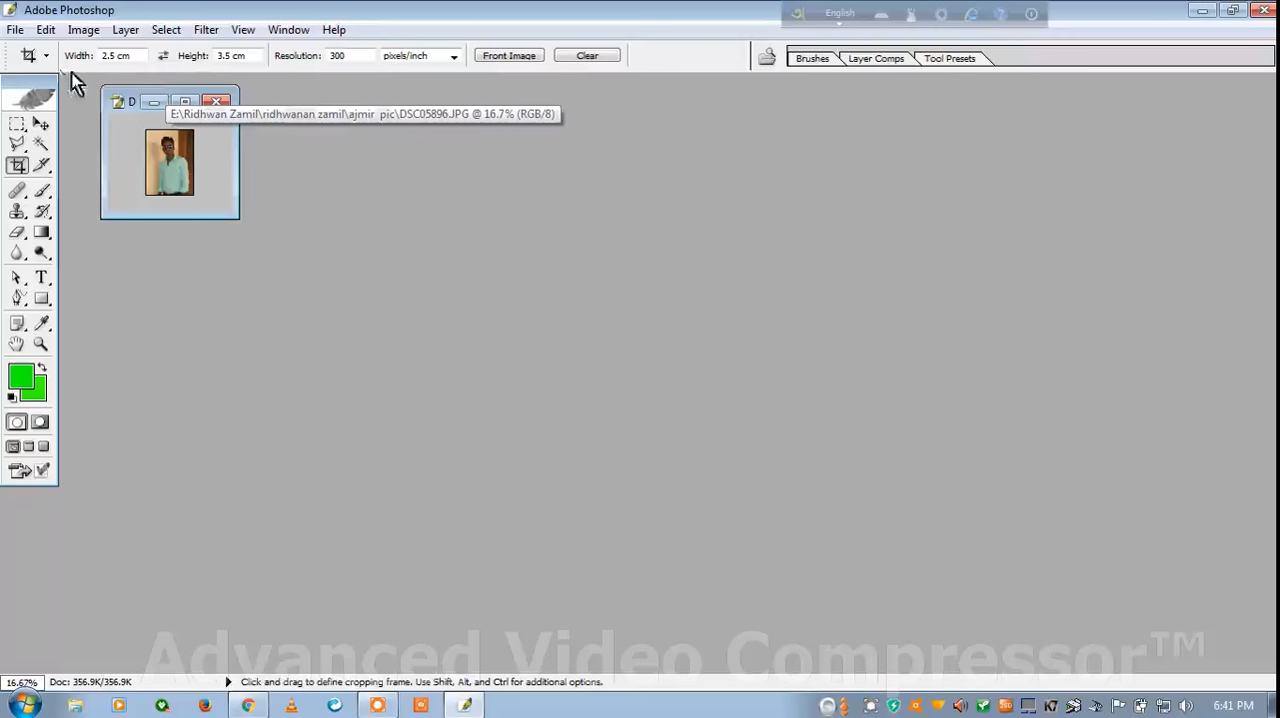 Adobe Photoshop
English
File Edit Image Layer Select Filter View Window Help
Width: 2.5 cm Height: 3.5 cm Resolution: 300 pixels/inch Front Image Clear Brushes Layer Comps Tool Presets
D
E:\Ridhwan Zamil\ridhwanan zamil\ajmir pic\DSC05896.JPG @ 16.7% (RGB/8)
T
Advanced Video Compressor™
16.67% Doc: 356.9K/356.9K Click and drag to define cropping frame. Use Shift, Alt, and Ctrl for additional options.
6:41 PM